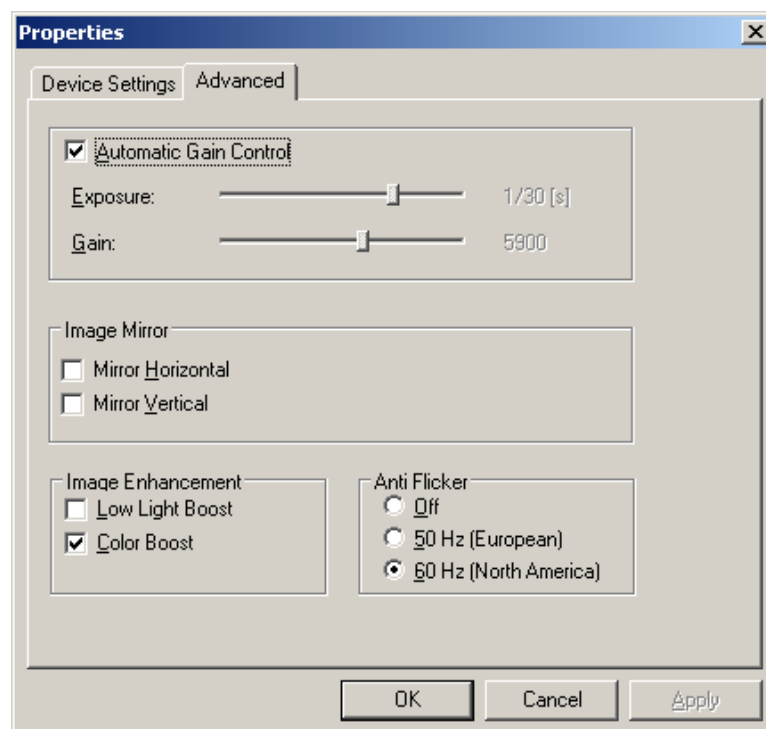 Properties
Device Settings Advanced
Automatic Gain Control
Exposure: 1/30 [s]
Gain: 5900
Image Mirror
Mirror Horizontal
Mirror Vertical
Image Enhancement
Low Light Boost
Color Boost
Anti Flicker
Off
50 Hz (European)
60 Hz (North America)
OK Cancel Apply